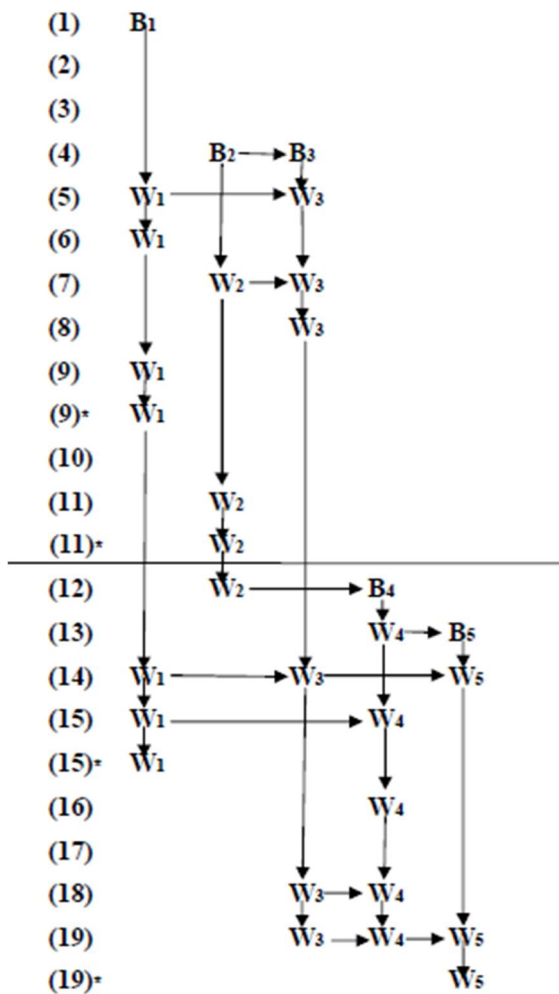 (1) B1
(2)
(3)
(4) B2 B3
(5) W1 W3
(6) W1
(7) W2 W3
(8) W3
(9) W1
(9)* W1
(10)
(11) W2
(11)* W2
(12) W2 B4
(13) W4 B5
(14) W1 W3 W5
(15) W1 W4
(15)* W1
(16) W4
(17)
(18) W3 W4
(19) W3 W4 W5
(19)* W5